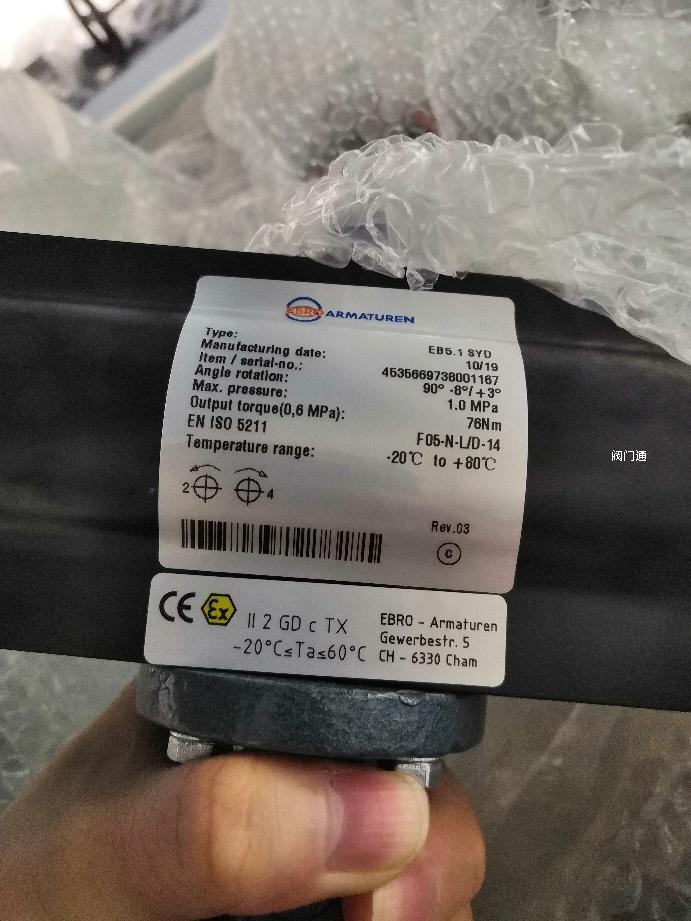 EBRO ARMATUREN
Type: EB5.1 SYD
Manufacturing date: 10/19
Item / serial-no.: 4535669738001167
Angle rotation: 90° -8°/+3°
Max. pressure: 1.0 MPa
Output torque(0,6 MPa): 76Nm
EN ISO 5211 F05-N-L/D-14
Temperature range: -20℃ to +80℃
2 4
Rev.03
C
CE Ex II 2 GD c TX
-20°C≤Ta≤60°C
EBRO - Armaturen
Gewerbestr. 5
CH - 6330 Cham
阀门通